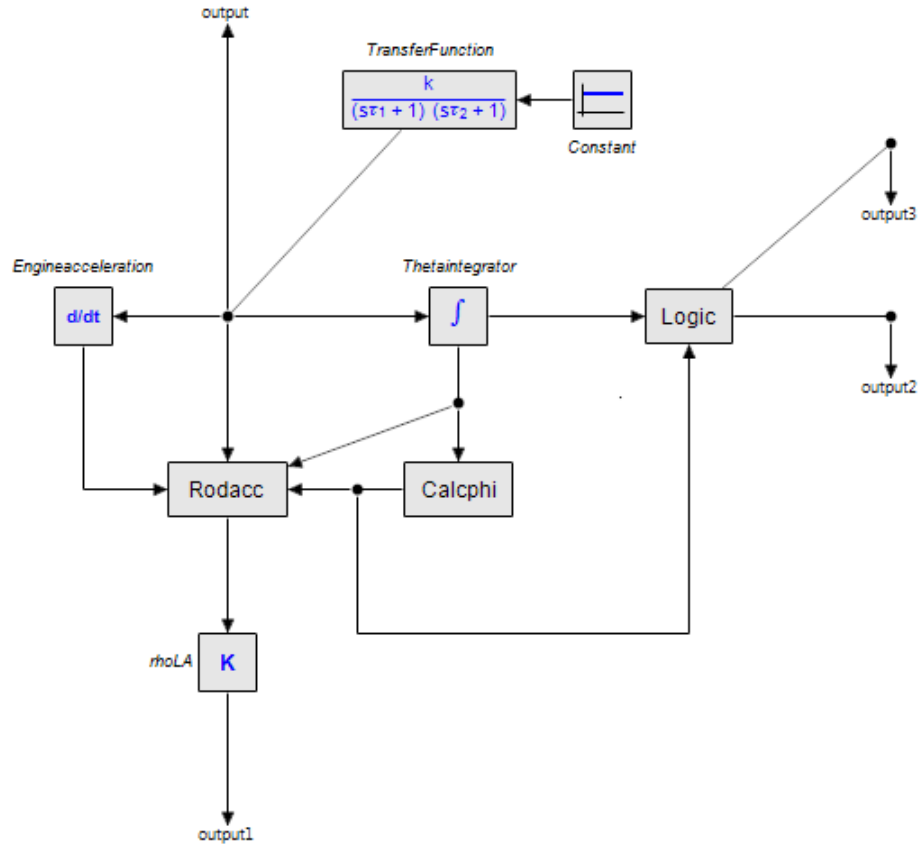 output
TransferFunction
k
(sτ₁ + 1) (sτ₂ + 1)
Constant
output3
Engineacceleration
Thetaintegrator
d/dt
∫
Logic
output2
Rodacc
Calcphi
rhoLA
K
output1